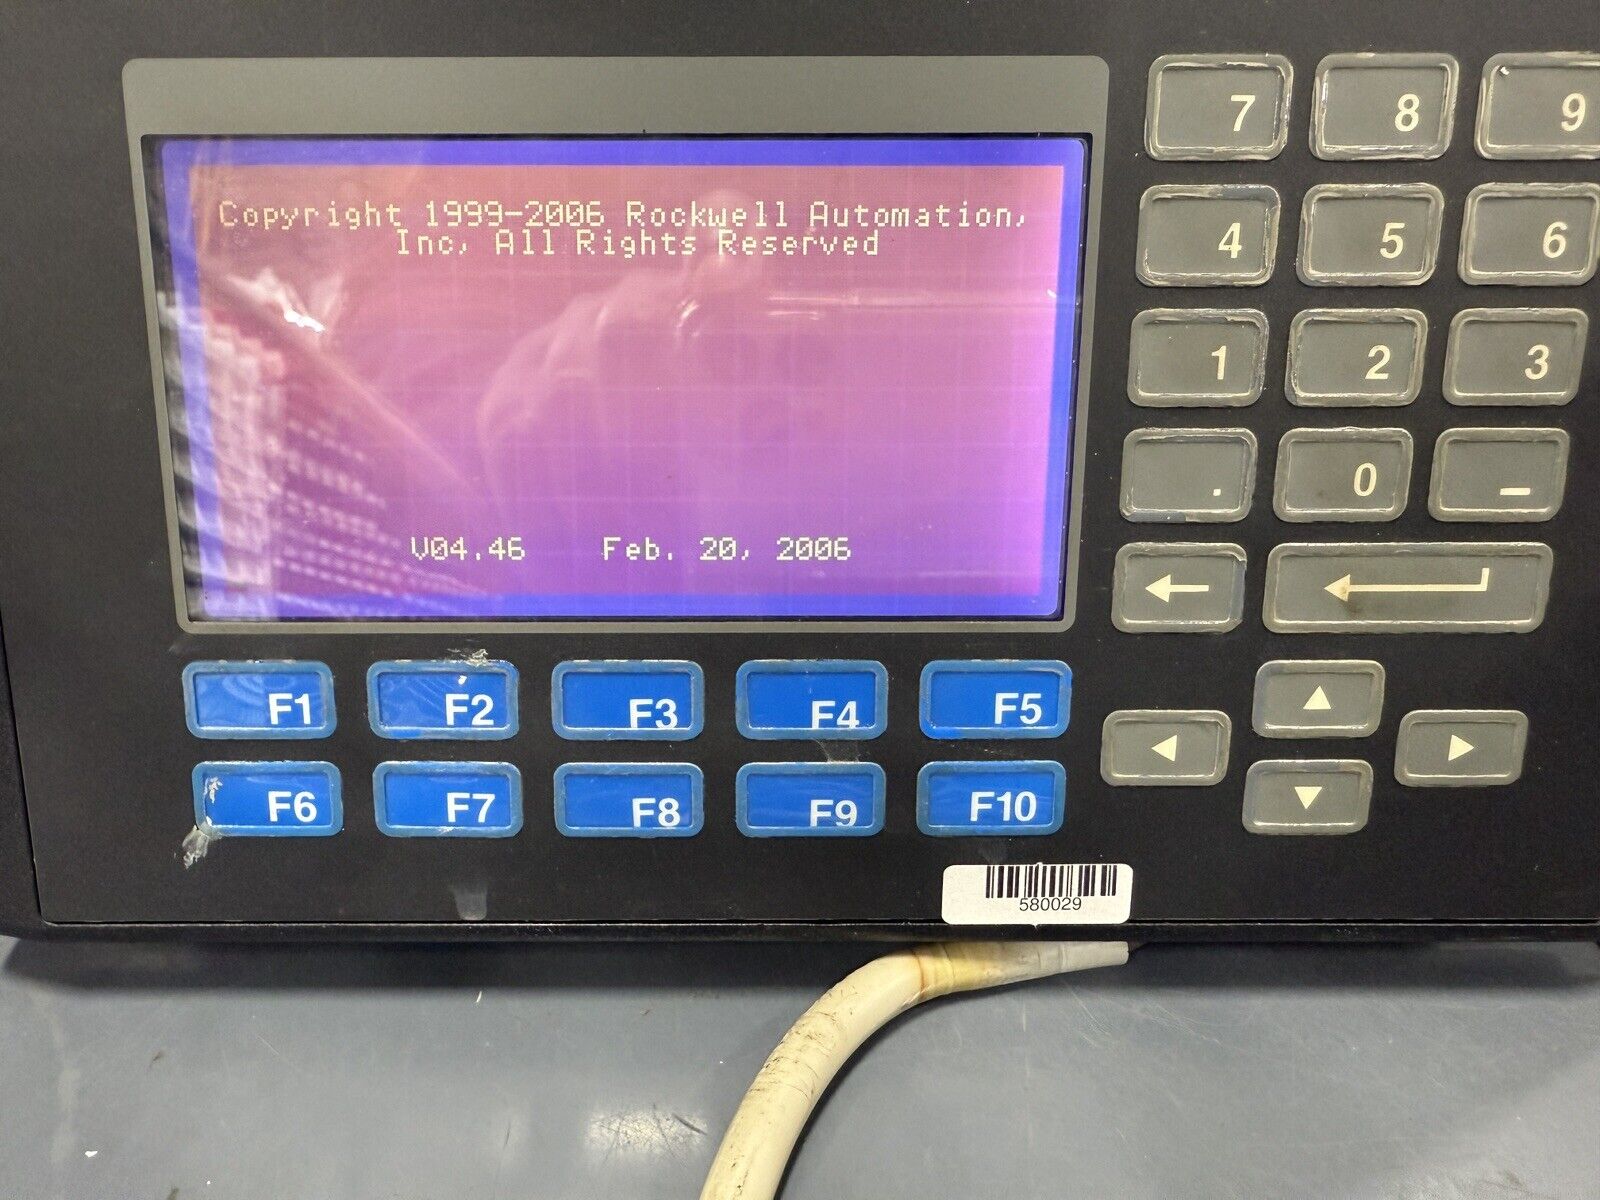 Copyright 1999-2006 Rockwell Automation,
Inc, All Rights Reserved
V04.46 Feb. 20, 2006
7 8 9
4 5 6
1 2 3
. 0 -
F1 F2 F3 F4 F5
F6 F7 F8 F9 F10
580029